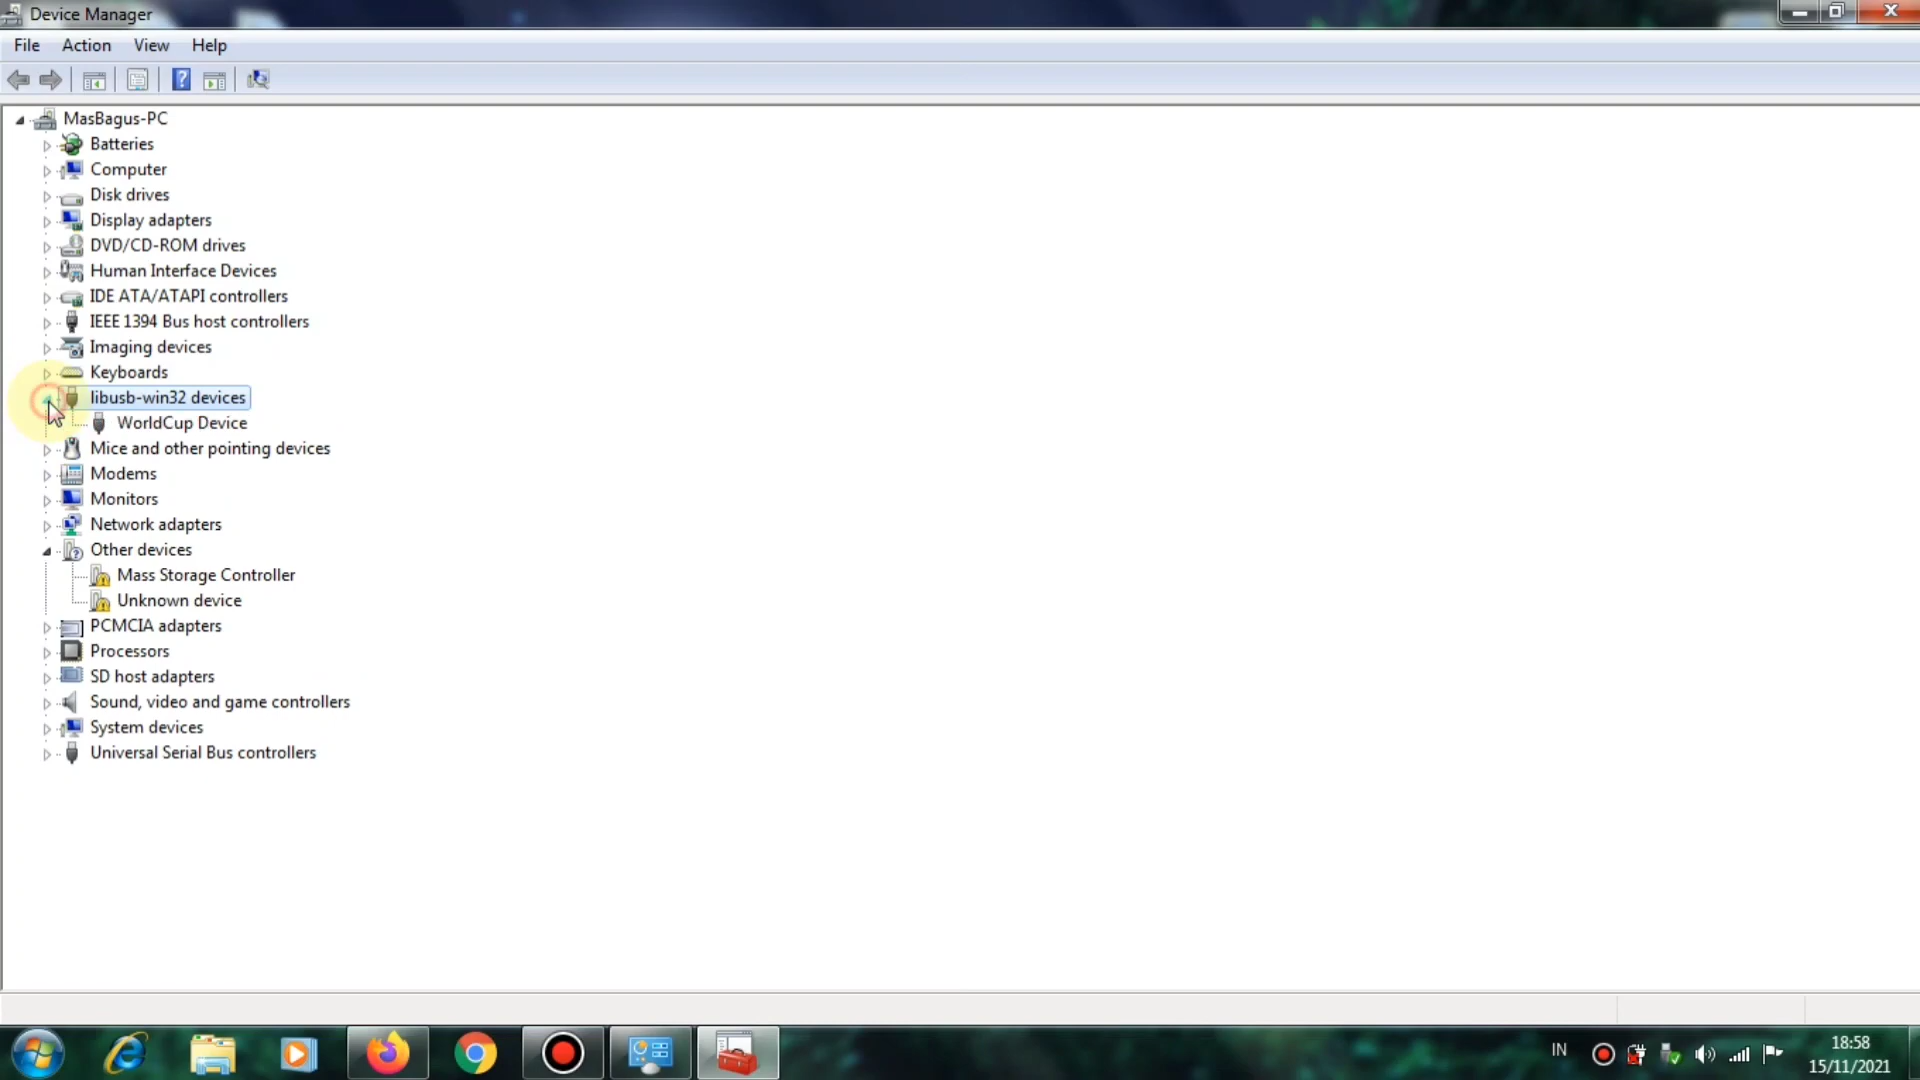 Device Manager
File Action View Help
MasBagus-PC
Batteries
Computer
Disk drives
Display adapters
DVD/CD-ROM drives
Human Interface Devices
IDE ATA/ATAPI controllers
IEEE 1394 Bus host controllers
Imaging devices
Keyboards
libusb-win32 devices
WorldCup Device
Mice and other pointing devices
Modems
Monitors
Network adapters
Other devices
Mass Storage Controller
Unknown device
PCMCIA adapters
Processors
SD host adapters
Sound, video and game controllers
System devices
Universal Serial Bus controllers
IN
18:58
15/11/2021